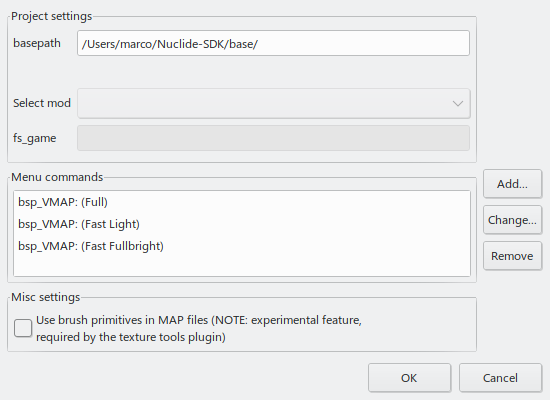 Project settings
basepath /Users/marco/Nuclide-SDK/base/
Select mod
fs_game
Menu commands
bsp_VMAP: (Full)
bsp_VMAP: (Fast Light)
bsp_VMAP: (Fast Fullbright)
Add...
Change...
Remove
Misc settings
Use brush primitives in MAP files (NOTE: experimental feature,
required by the texture tools plugin)
OK Cancel